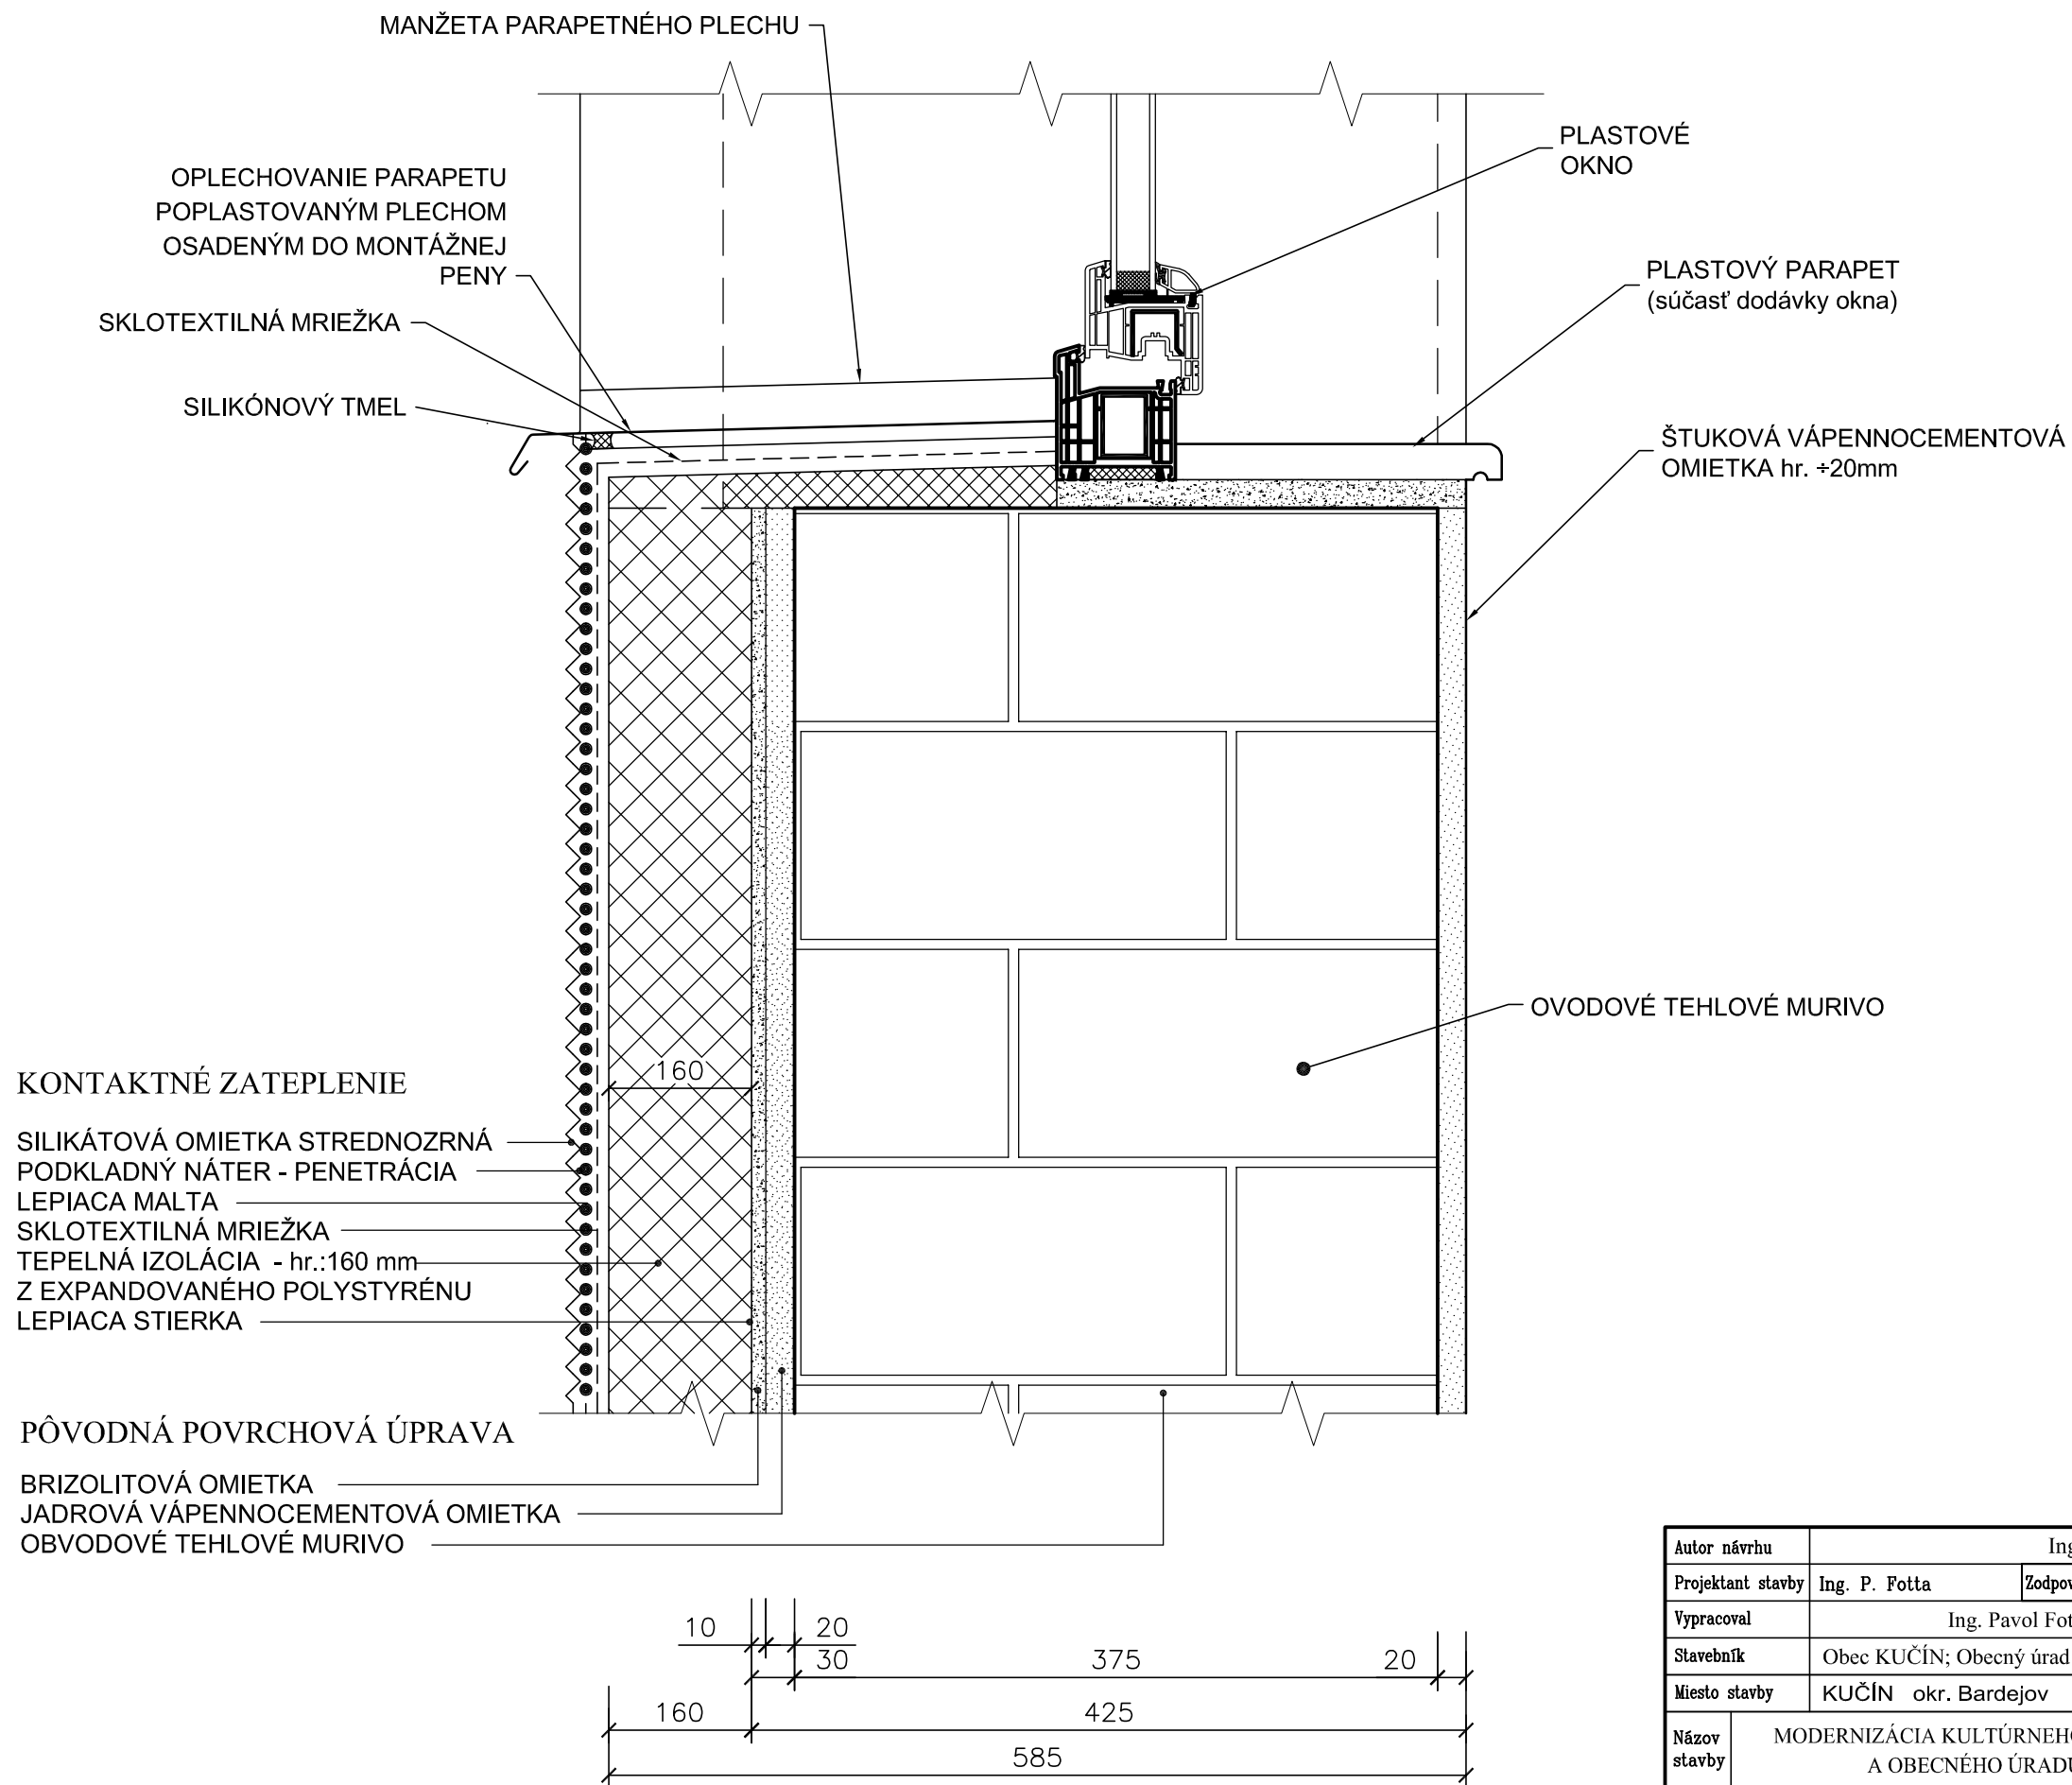 MANŽETA PARAPETNÉHO PLECHU
PLASTOVÉ
OKNO
OPLECHOVANIE PARAPETU
POPLASTOVANÝM PLECHOM
OSADENÝM DO MONTÁŽNEJ
PENY
PLASTOVÝ PARAPET
(súčasť dodávky okna)
SKLOTEXTILNÁ MRIEŽKA
SILIKÓNOVÝ TMEL
ŠTUKOVÁ VÁPENNOCEMENTOVÁ
OMIETKA hr. ÷20mm
OVODOVÉ TEHLOVÉ MURIVO
160
KONTAKTNÉ ZATEPLENIE
SILIKÁTOVÁ OMIETKA STREDNOZRNÁ
PODKLADNÝ NÁTER - PENETRÁCIA
LEPIACA MALTA
SKLOTEXTILNÁ MRIEŽKA
TEPELNÁ IZOLÁCIA - hr.:160 mm
Z EXPANDOVANÉHO POLYSTYRÉNU
LEPIACA STIERKA
PÔVODNÁ POVRCHOVÁ ÚPRAVA
BRIZOLITOVÁ OMIETKA
JADROVÁ VÁPENNOCEMENTOVÁ OMIETKA
OBVODOVÉ TEHLOVÉ MURIVO
10 20
30 375 20
160 425
585
Autor návrhu
Projektant stavby Ing. P. Fotta
Vypracoval Ing. Pavol
Stavebník Obec KUČÍN; Obecný úrad
Miesto stavby KUČÍN okr. Bardejov
Názov
stavby
MODERNIZÁCIA
A OBECNÉHO